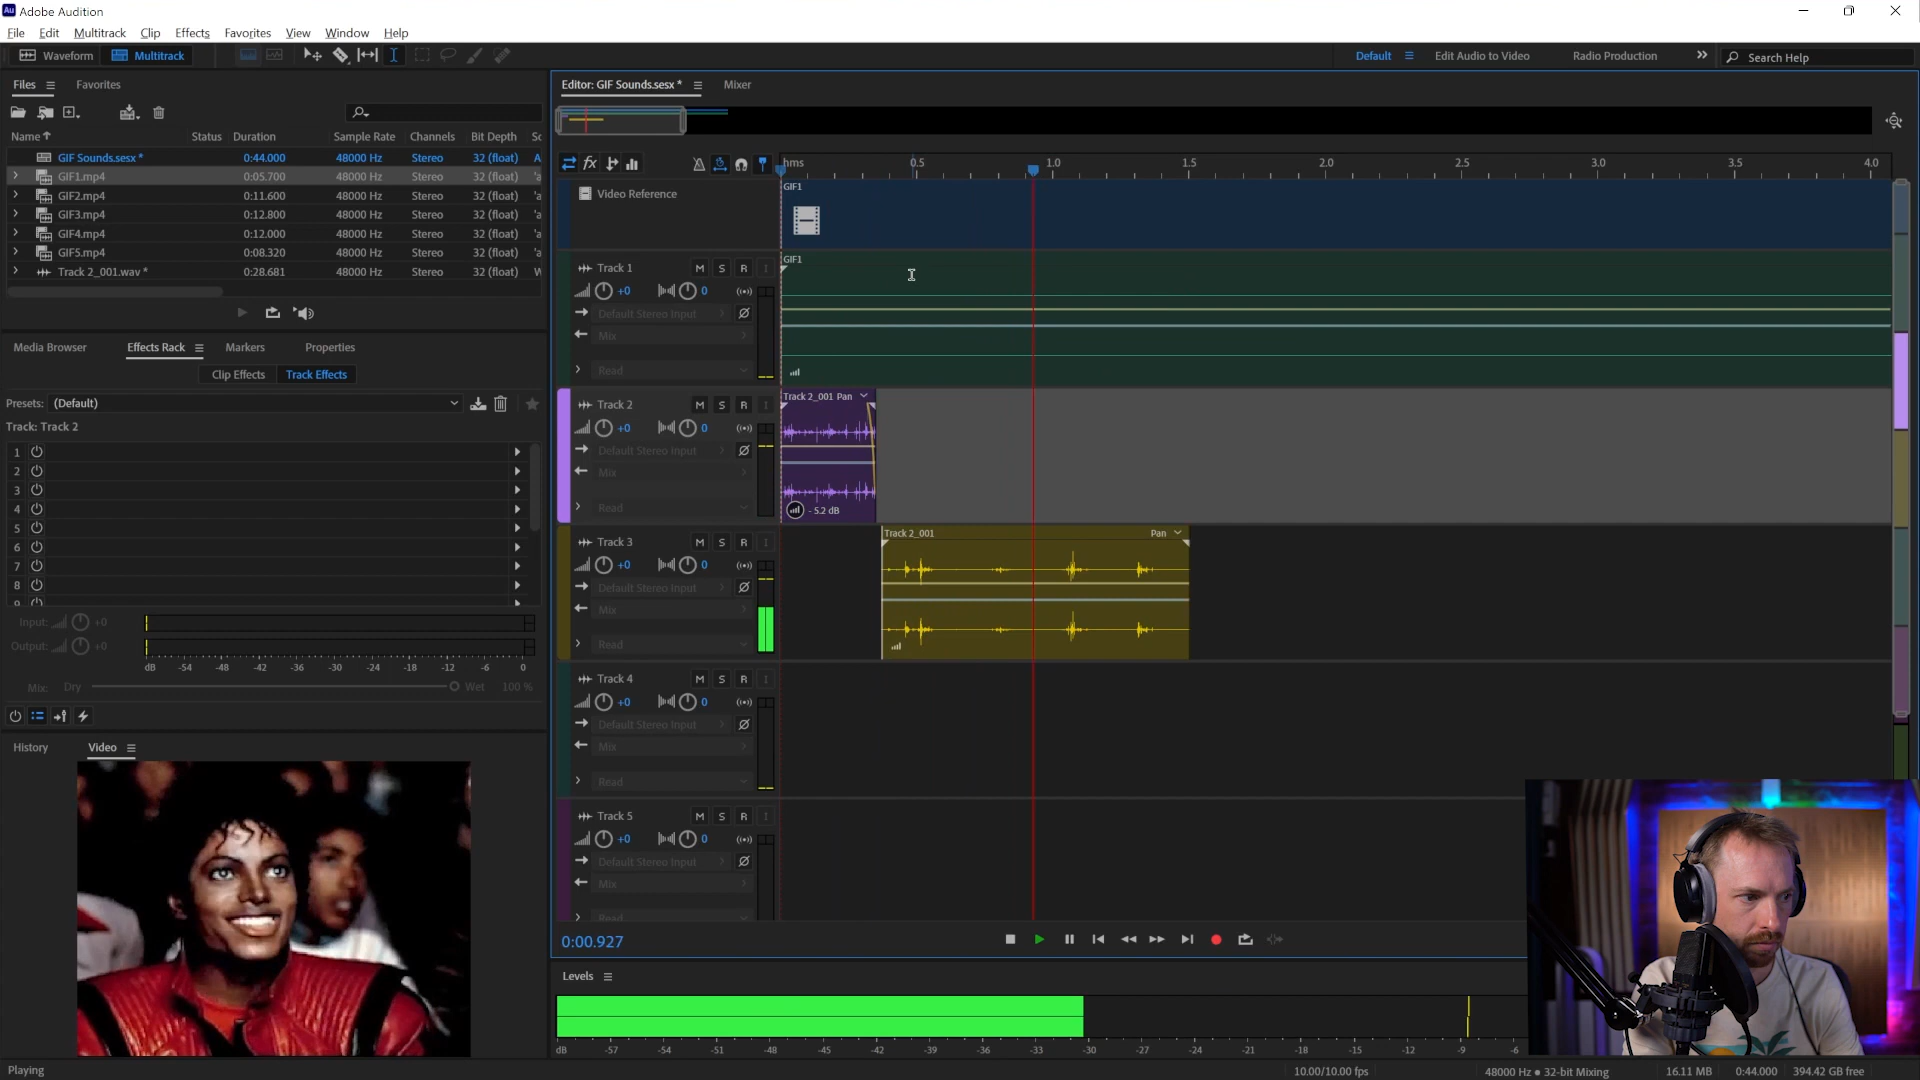 Au Adobe Audition
File Edit Multitrack Clip Effects Favorites View Window Help
Waveform Multitrack Default Edit Audio to Video Radio Production Search Help
Files Favorites
Name Status Duration Sample Rate Channels Bit Depth
GIF Sounds.sesx * 0:44.000 48000 Hz Stereo 32 (float)
GIF1.mp4 0:05.700 48000 Hz Stereo 32 (float)
GIF2.mp4 0:11.600 48000 Hz Stereo 32 (float)
GIF3.mp4 0:12.800 48000 Hz Stereo 32 (float)
GIF4.mp4 0:12.000 48000 Hz Stereo 32 (float)
GIF5.mp4 0:08.320 48000 Hz Stereo 32 (float)
Track 2_001.wav * 0:28.681 48000 Hz Stereo 32 (float)
Media Browser Effects Rack Markers Properties
Clip Effects Track Effects
Presets: (Default)
Track: Track 2
1
2
3
4
5
6
7
8
9
Input: +0
Output: +0
dB -54 -48 -42 -36 -30 -24 -18 -12 -6 0
Mix: Dry Wet 100 %
History Video
Editor: GIF Sounds.sesx * Mixer
fx hms 0.5 1.0 1.5 2.0 2.5 3.0 3.5 4.0
Video Reference GIF1
Track 1 M S R I GIF1
+0 0
Default Stereo Input
Mix
Read
Track 2 M S R I Track 2_001 Pan
+0 0
Default Stereo Input
Mix
Read - 5.2 dB
Track 3 M S R I Track 2_001 Pan
+0 0
Default Stereo Input
Mix
Read
Track 4 M S R I
+0 0
Default Stereo Input
Mix
Read
Track 5 M S R I
+0 0
Default Stereo Input
Mix
Read
0:00.927
Levels
dB -57 -54 -51 -48 -45 -42 -39 -36 -33 -30 -27 -24 -21 -18 -15 -12 -9 -6
Playing 10.00/10.00 fps 48000 Hz ● 32-bit Mixing 16.11 MB 0:44.000 394.42 GB free